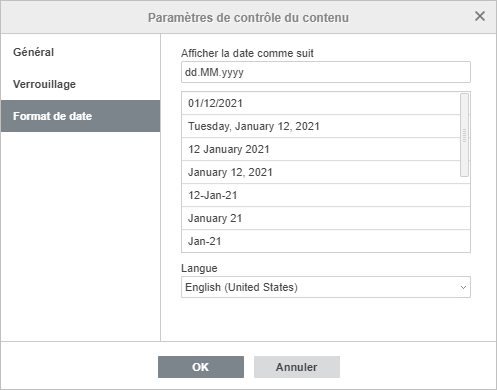 Paramètres de contrôle du contenu
Général
Verrouillage
Format de date
Afficher la date comme suit
dd.MM.yyyy
01/12/2021
Tuesday, January 12, 2021
12 January 2021
January 12, 2021
12-Jan-21
January 21
Jan-21
Langue
English (United States)
OK
Annuler